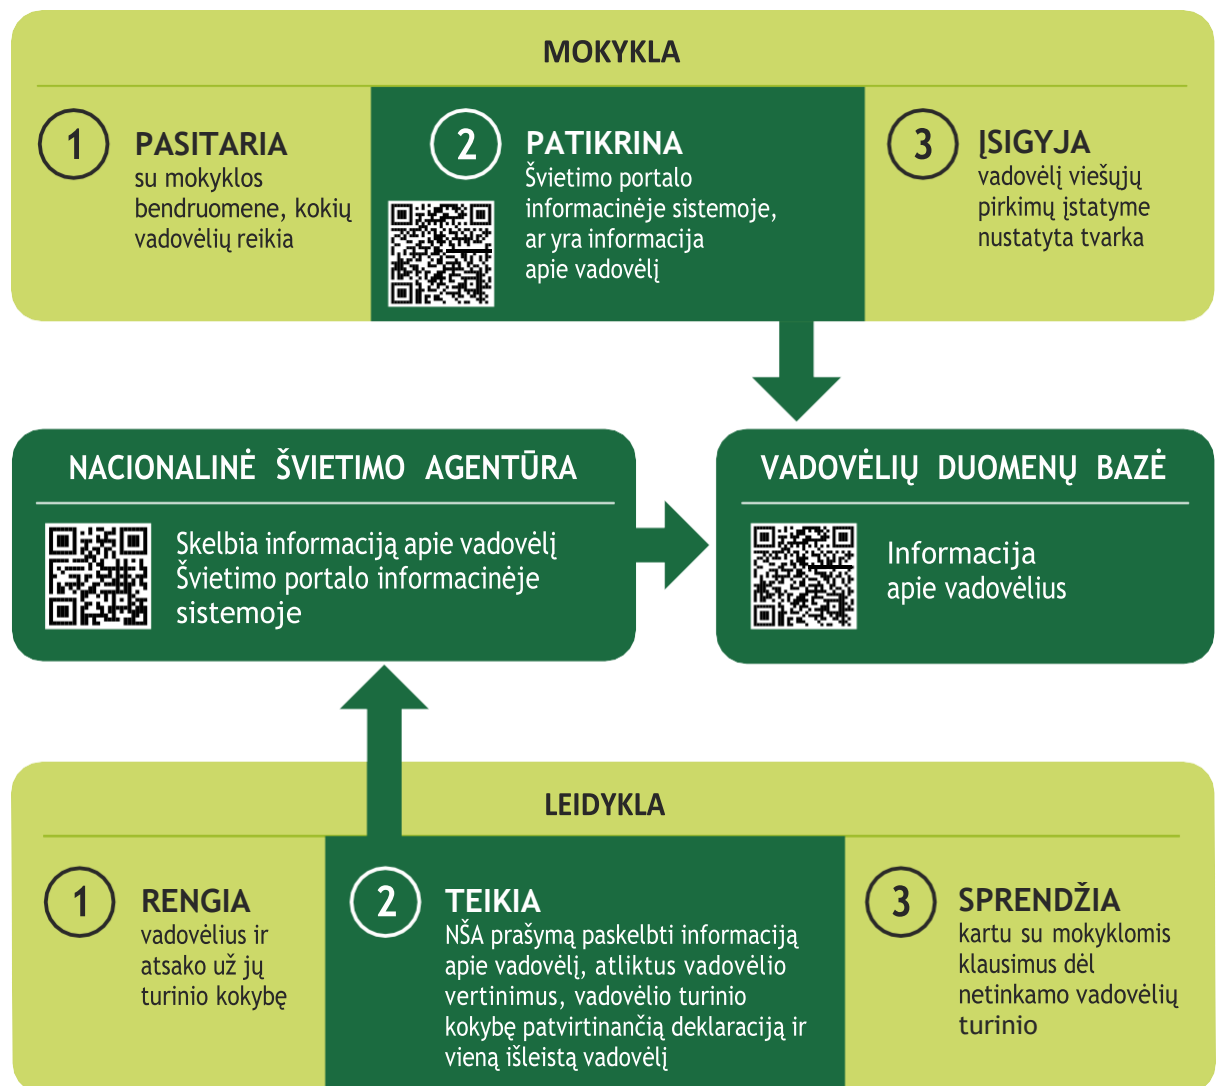 MOKYKLA
1
PASITARIA
su mokyklos
bendruomene, kokių
vadovėlių reikia
2
PATIKRINA
Švietimo portalo
informacinėje sistemoje,
ar yra informacija
apie vadovėlį
3
ĮSIGYJA
vadovėlį viešųjų
pirkimų įstatyme
nustatyta tvarka
NACIONALINĖ ŠVIETIMO AGENTŪRA
Skelbia informaciją apie vadovėlį
Švietimo portalo informacinėje
sistemoje
VADOVĖLIŲ DUOMENŲ BAZĖ
Informacija
apie vadovėlius
LEIDYKLA
1
RENGIA
vadovėlius ir
atsako už jų
turinio kokybę
2
TEIKIA
NŠA prašymą paskelbti informaciją
apie vadovėlį, atliktus vadovėlio
vertinimus, vadovėlio turinio
kokybę patvirtinančią deklaraciją ir
vieną išleistą vadovėlį
3
SPRENDŽIA
kartu su mokyklomis
klausimus dėl
netinkamo vadovėlių
turinio